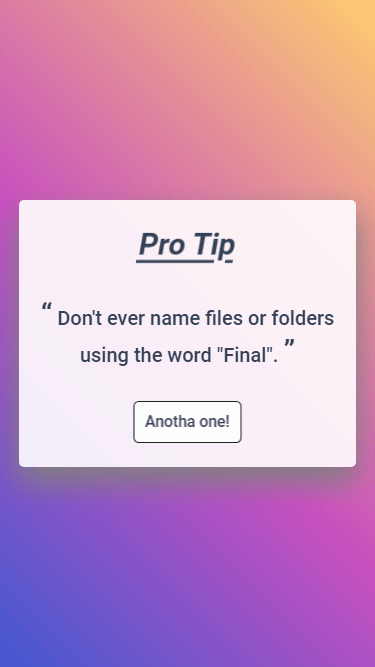 Pro Tip
“ Don't ever name files or folders
using the word "Final". ”
Anotha one!